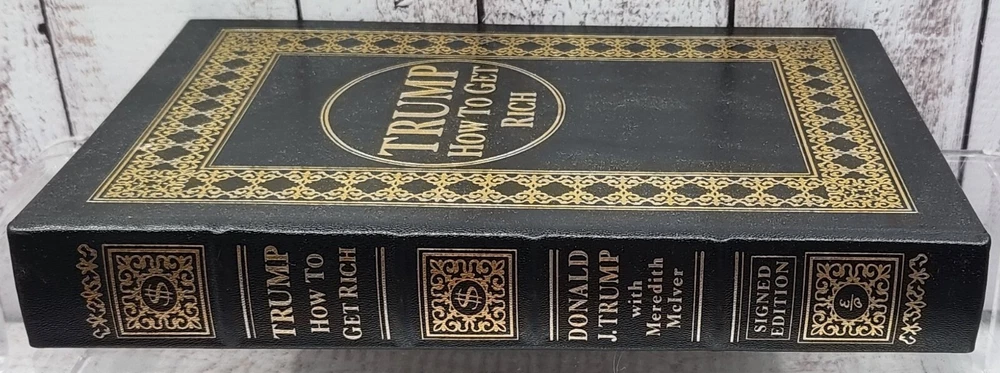 TRUMP
HOW TO GET
RICH
TRUMP
HOW TO
GET RICH
$
DONALD
J. TRUMP
with
Meredith
McIver
SIGNED
EDITION